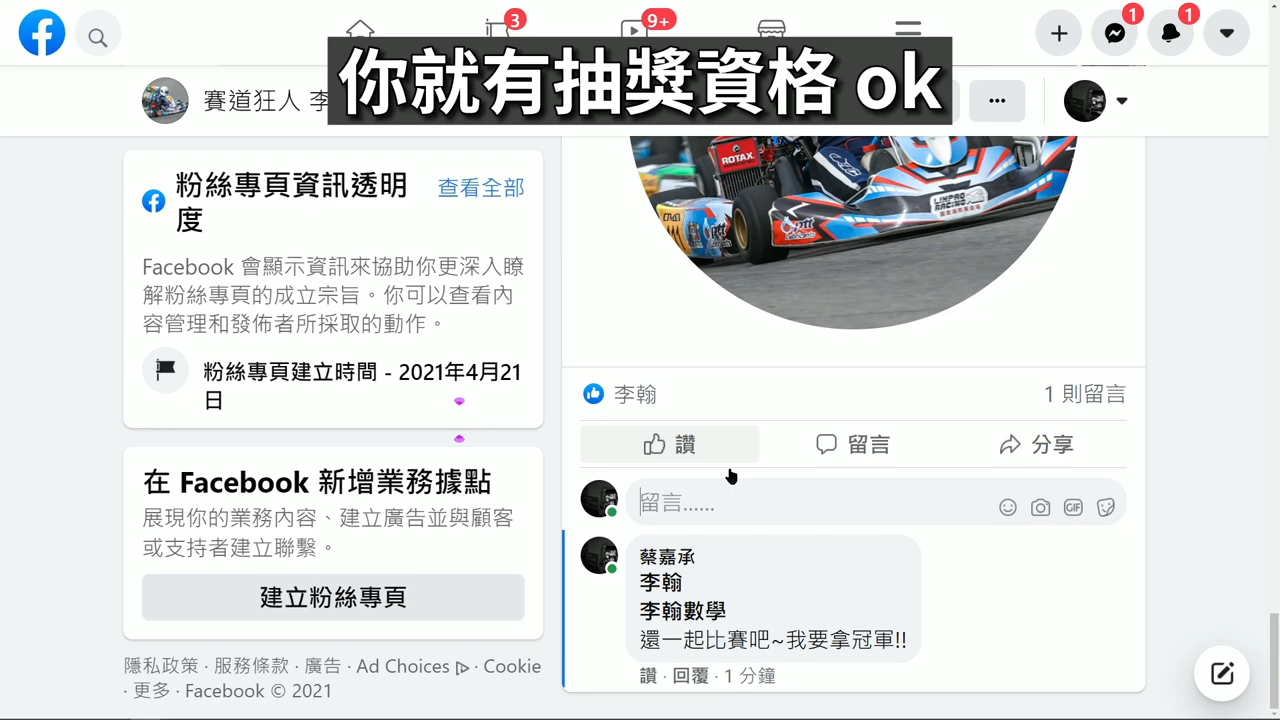 3
9+
1
1
你就有抽獎資格 ok
賽道狂人 李
粉絲專頁資訊透明度
查看全部
Facebook 會顯示資訊來協助你更深入瞭
解粉絲專頁的成立宗旨。你可以查看內
容管理和發佈者所採取的動作。
粉絲專頁建立時間 - 2021年4月21
日
在 Facebook 新增業務據點
展現你的業務內容、建立廣告並與顧客
或支持者建立聯繫。
建立粉絲專頁
隱私政策 · 服務條款 · 廣告 · Ad Choices · Cookie
· 更多 · Facebook © 2021
ROTAX
LINPRO
RACING
ptt
李翰
1 則留言
讚
留言
分享
留言......
GIF
蔡嘉承
李翰
李翰數學
還一起比賽吧~我要拿冠軍!!
讚 · 回覆 · 1 分鐘